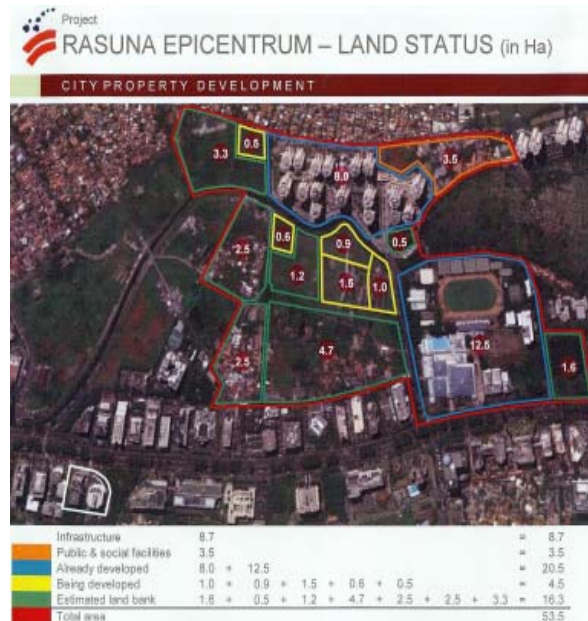 Project
RASUNA EPICENTRUM – LAND STATUS (in Ha)
CITY PROPERTY DEVELOPMENT
0.5
3.3
8.0
3.5
0.6
0.9
0.5
2.5
1.2
1.5
1.0
2.5
4.7
12.5
1.6
Infrastructure 8.7 = 8.7
Public & social facilities 3.5 = 3.5
Already developed 8.0 + 12.5 = 20.5
Being developed 1.0 + 0.9 + 1.5 + 0.6 + 0.5 = 4.5
Estimated land bank 1.6 + 0.5 + 1.2 + 4.7 + 2.5 + 2.5 + 3.3 = 16.3
Total area 53.5